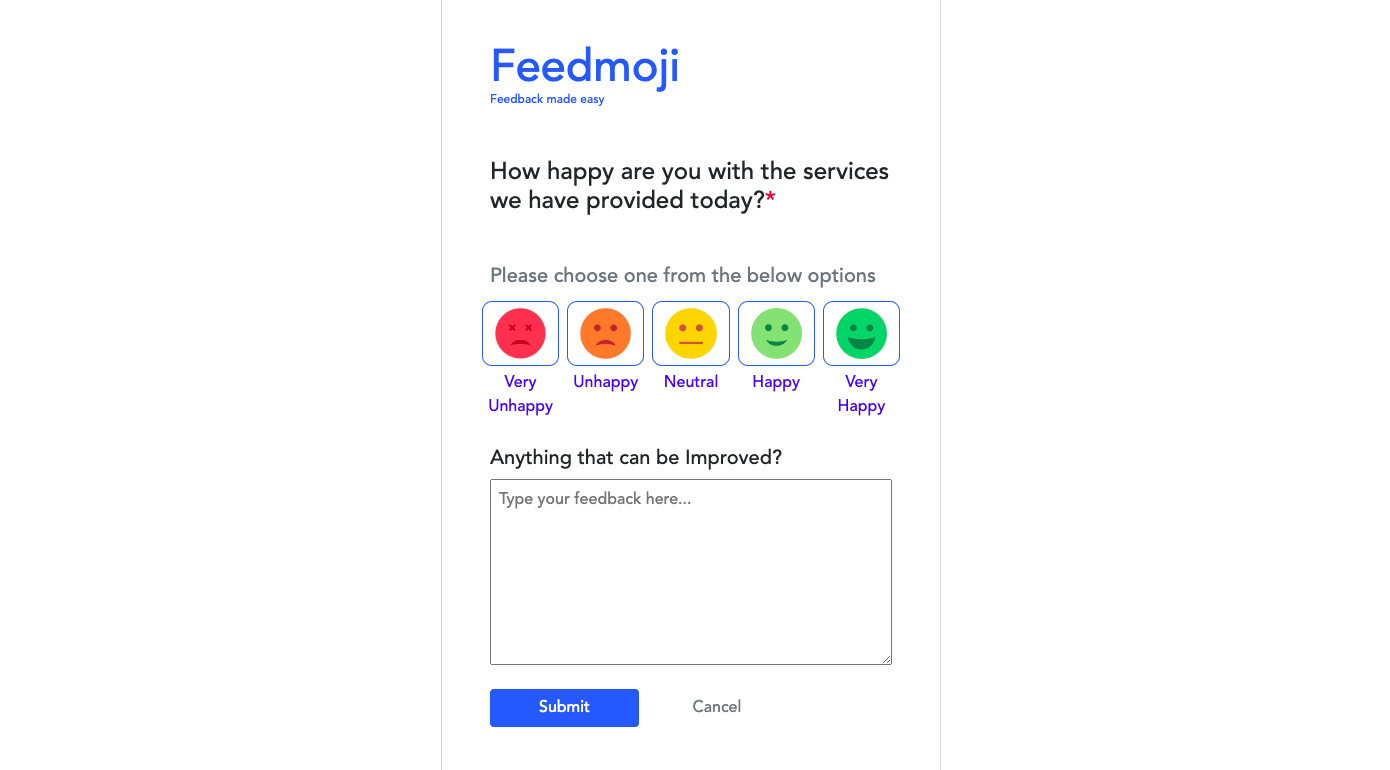 Feedmoji
Feedback made easy
How happy are you with the services
we have provided today?*
Please choose one from the below options
Very Unhappy
Unhappy
Neutral
Happy
Very Happy
Anything that can be Improved?
Type your feedback here...
Submit
Cancel